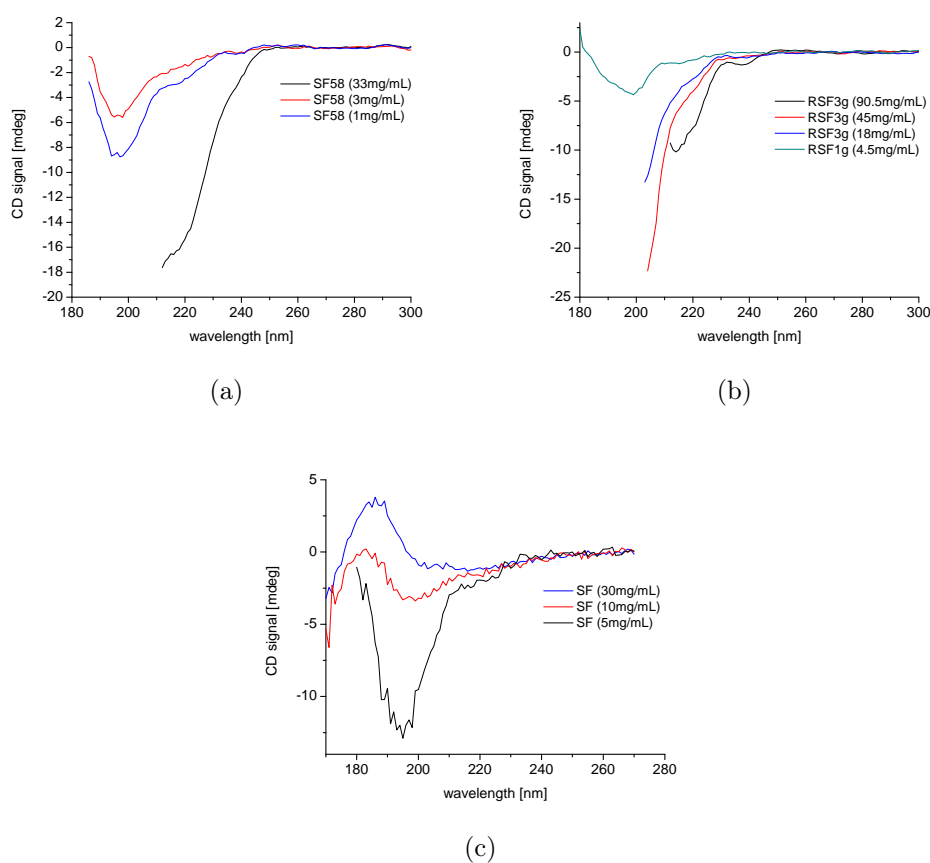 2
0
-2
-4
-6
-8
-10
-12
-14
-16
-18
-20
180 200 220 240 260 280 300
CD signal [mdeg]
wavelength [nm]
SF58 (33mg/mL)
SF58 (3mg/mL)
SF58 (1mg/mL)
(a)
0
-5
-10
-15
-20
-25
180 200 220 240 260 280 300
CD signal [mdeg]
wavelength [nm]
RSF3g (90.5mg/mL)
RSF3g (45mg/mL)
RSF3g (18mg/mL)
RSF1g (4.5mg/mL)
(b)
5
0
-5
-10
180 200 220 240 260 280
CD signal [mdeg]
wavelength [nm]
SF (30mg/mL)
SF (10mg/mL)
SF (5mg/mL)
(c)